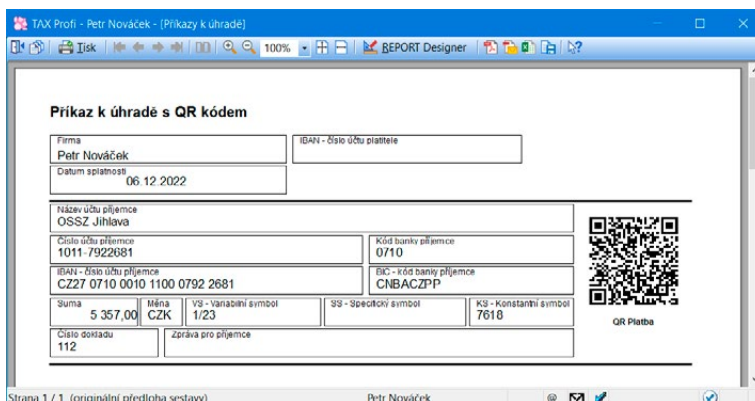 TAX Profi - Petr Nováček - [Příkazy k úhradě]
Tisk 100% REPORT Designer
Příkaz k úhradě s QR kódem
Firma
Petr Nováček
IBAN - číslo účtu platitele
Datum splatnosti
06.12.2022
Název účtu příjemce
OSSZ Jihlava
Číslo účtu příjemce
1011-7922681
Kód banky příjemce
0710
IBAN - číslo účtu příjemce
CZ27 0710 0010 1100 0792 2681
BIC - kód banky příjemce
CNBACZPP
Suma
5 357,00
Měna
CZK
VS - Variabilní symbol
1/23
SS - Specifický symbol
KS - Konstantní symbol
7618
QR Platba
Číslo dokladu
112
Zpráva pro příjemce
Strana 1 / 1 (originální předloha sestavy) Petr Nováček @